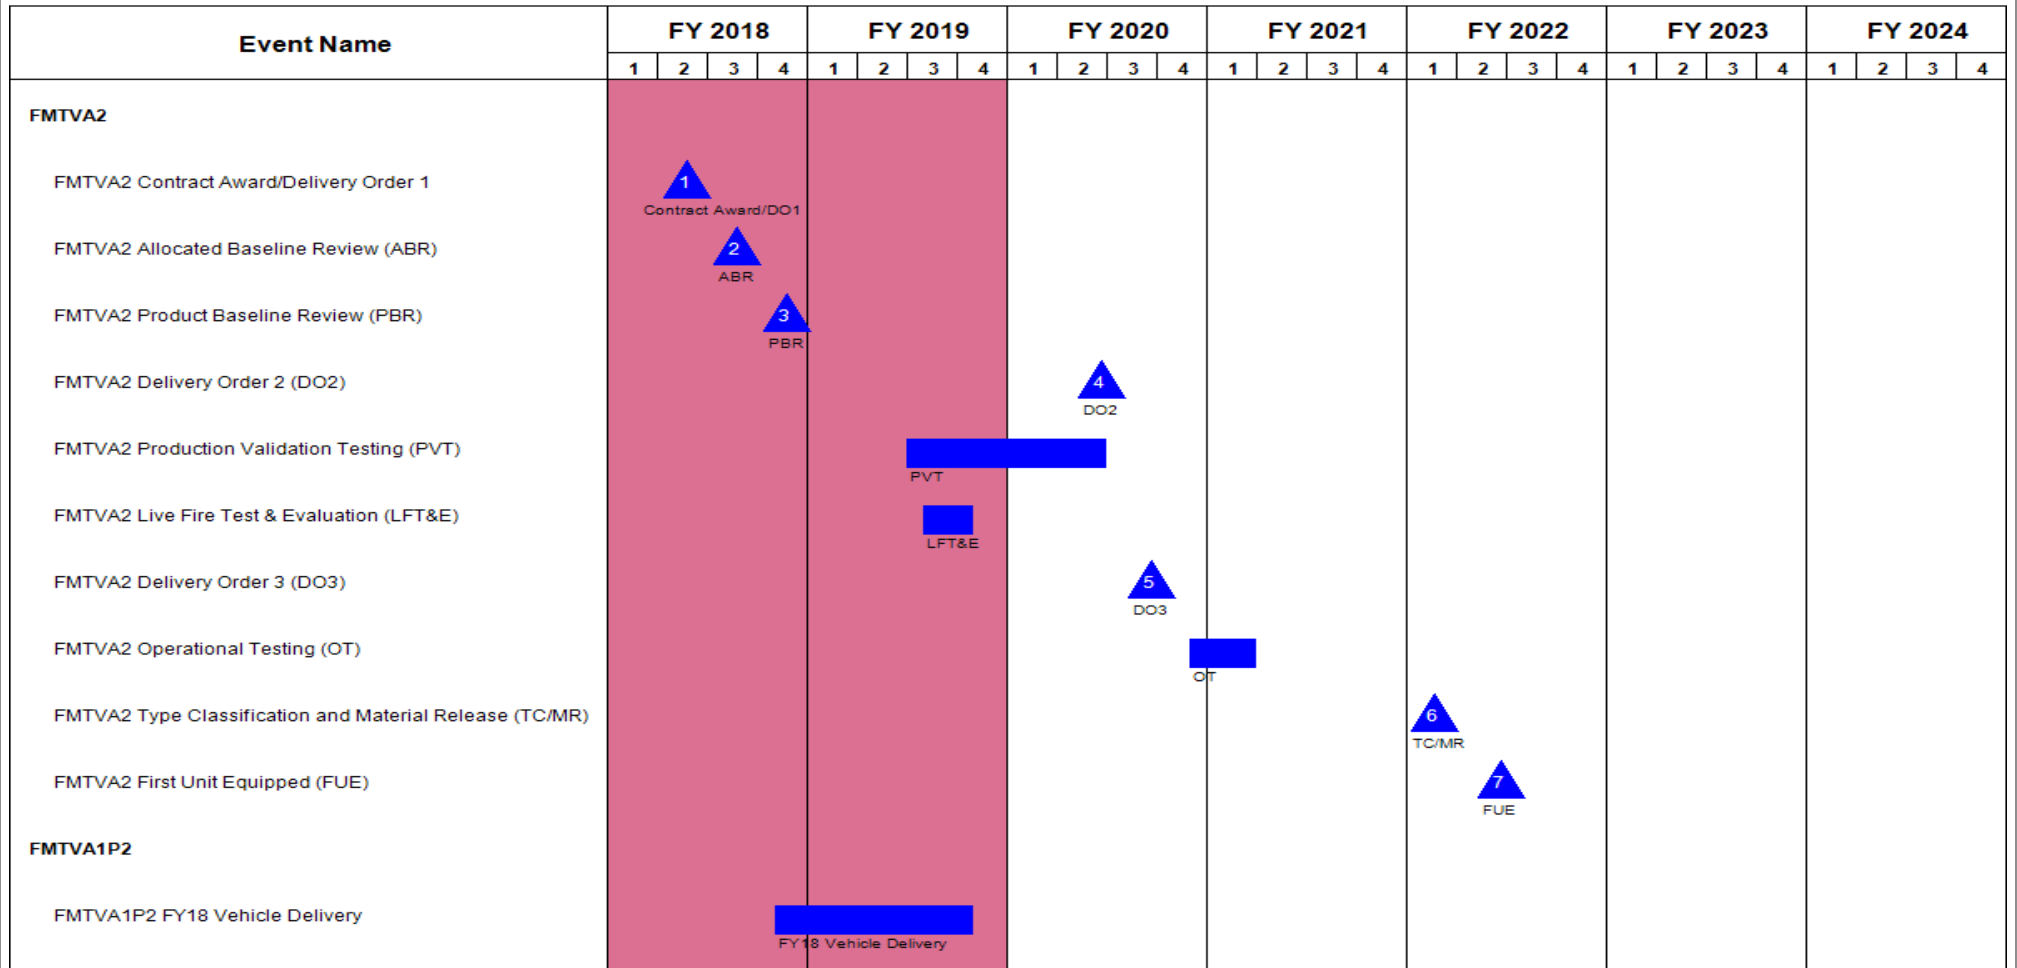 Event Name FY 2018 FY 2019 FY 2020 FY 2021 FY 2022 FY 2023 FY 2024
1 2 3 4 1 2 3 4 1 2 3 4 1 2 3 4 1 2 3 4 1 2 3 4 1 2 3 4
FMTVA2
FMTVA2 Contract Award/Delivery Order 1 1
Contract Award/DO1
FMTVA2 Allocated Baseline Review (ABR) 2
ABR
FMTVA2 Product Baseline Review (PBR) 3
PBR
FMTVA2 Delivery Order 2 (DO2) 4
DO2
FMTVA2 Production Validation Testing (PVT)
PVT
FMTVA2 Live Fire Test & Evaluation (LFT&E)
LFT&E
FMTVA2 Delivery Order 3 (DO3) 5
DO3
FMTVA2 Operational Testing (OT)
OT
FMTVA2 Type Classification and Material Release (TC/MR) 6
TC/MR
FMTVA2 First Unit Equipped (FUE) 7
FUE
FMTVA1P2
FMTVA1P2 FY18 Vehicle Delivery
FY18 Vehicle Delivery